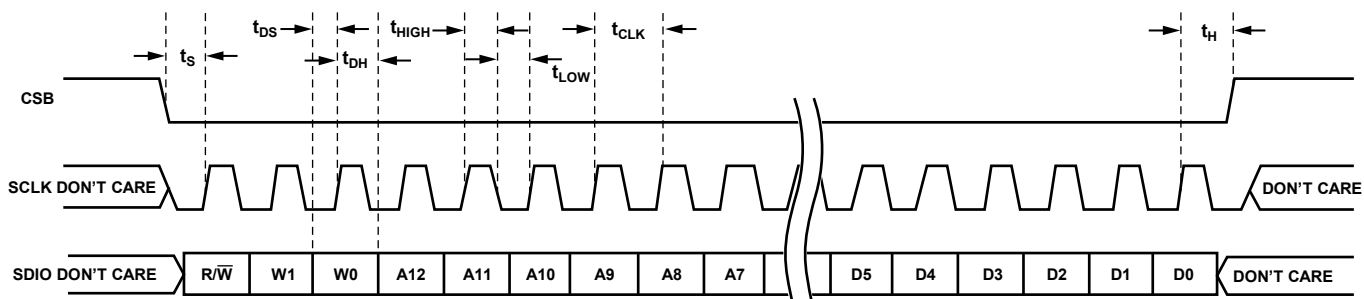 tDS tHIGH tCLK tH
tS tDH tLOW
CSB
SCLK DON'T CARE DON'T CARE
SDIO DON'T CARE R/W̅ W1 W0 A12 A11 A10 A9 A8 A7 D5 D4 D3 D2 D1 D0 DON'T CARE